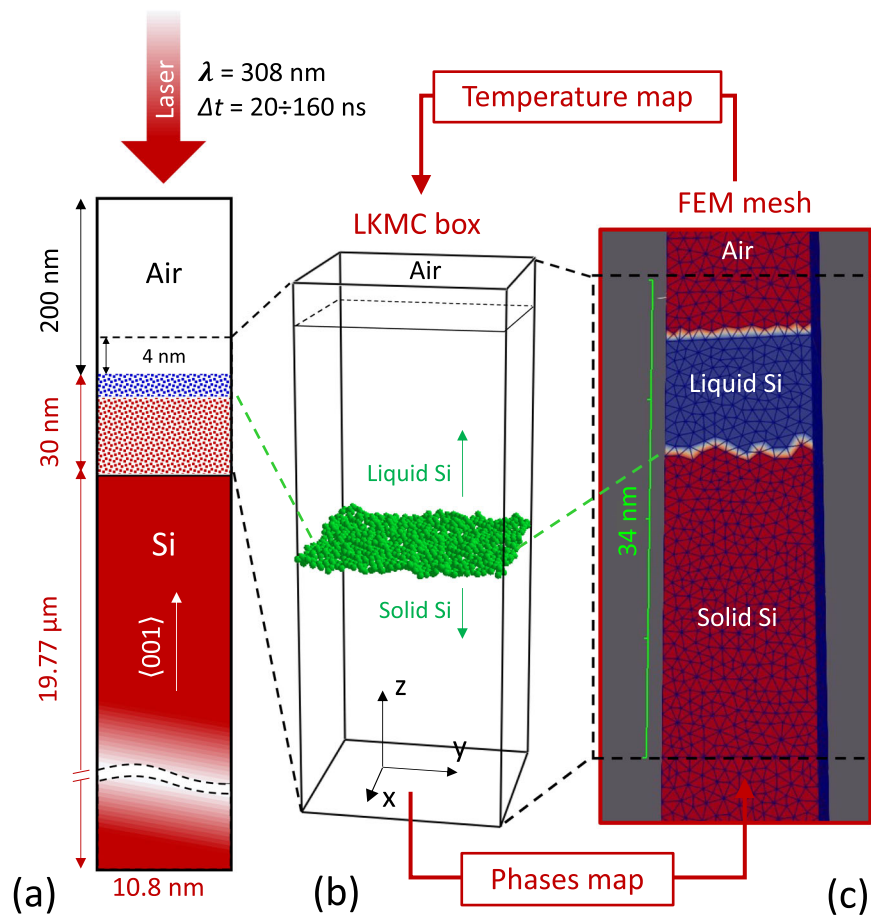 Laser
λ = 308 nm
Δt = 20÷160 ns
Temperature map
LKMC box
FEM mesh
Air
200 nm
4 nm
30 nm
Si
⟨001⟩
19.77 μm
10.8 nm
(a)
Air
Liquid Si
Solid Si
z
y
x
(b)
Phases map
Air
Liquid Si
34 nm
Solid Si
(c)